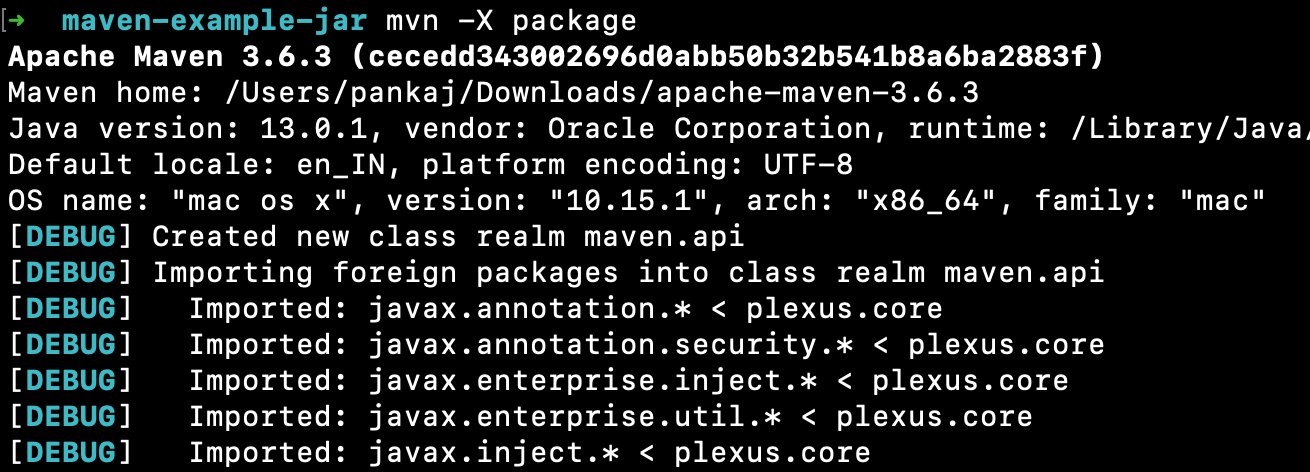 [➜  maven-example-jar mvn -X package
Apache Maven 3.6.3 (cecedd343002696d0abb50b32b541b8a6ba2883f)
Maven home: /Users/pankaj/Downloads/apache-maven-3.6.3
Java version: 13.0.1, vendor: Oracle Corporation, runtime: /Library/Java/
Default locale: en_IN, platform encoding: UTF-8
OS name: "mac os x", version: "10.15.1", arch: "x86_64", family: "mac"
[DEBUG] Created new class realm maven.api
[DEBUG] Importing foreign packages into class realm maven.api
[DEBUG]   Imported: javax.annotation.* < plexus.core
[DEBUG]   Imported: javax.annotation.security.* < plexus.core
[DEBUG]   Imported: javax.enterprise.inject.* < plexus.core
[DEBUG]   Imported: javax.enterprise.util.* < plexus.core
[DEBUG]   Imported: javax.inject.* < plexus.core